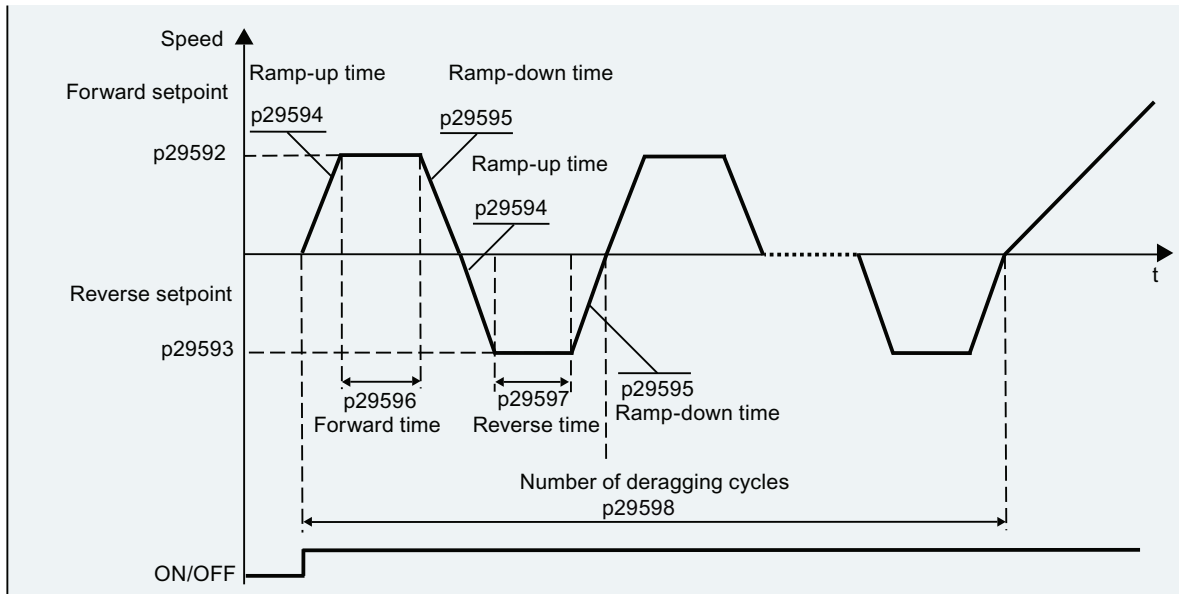 Speed
Ramp-up time
Ramp-down time
Forward setpoint
p29594
p29595
p29592
Ramp-up time
p29594
t
Reverse setpoint
p29593
p29596
Forward time
p29597
Reverse time
p29595
Ramp-down time
Number of deragging cycles
p29598
ON/OFF